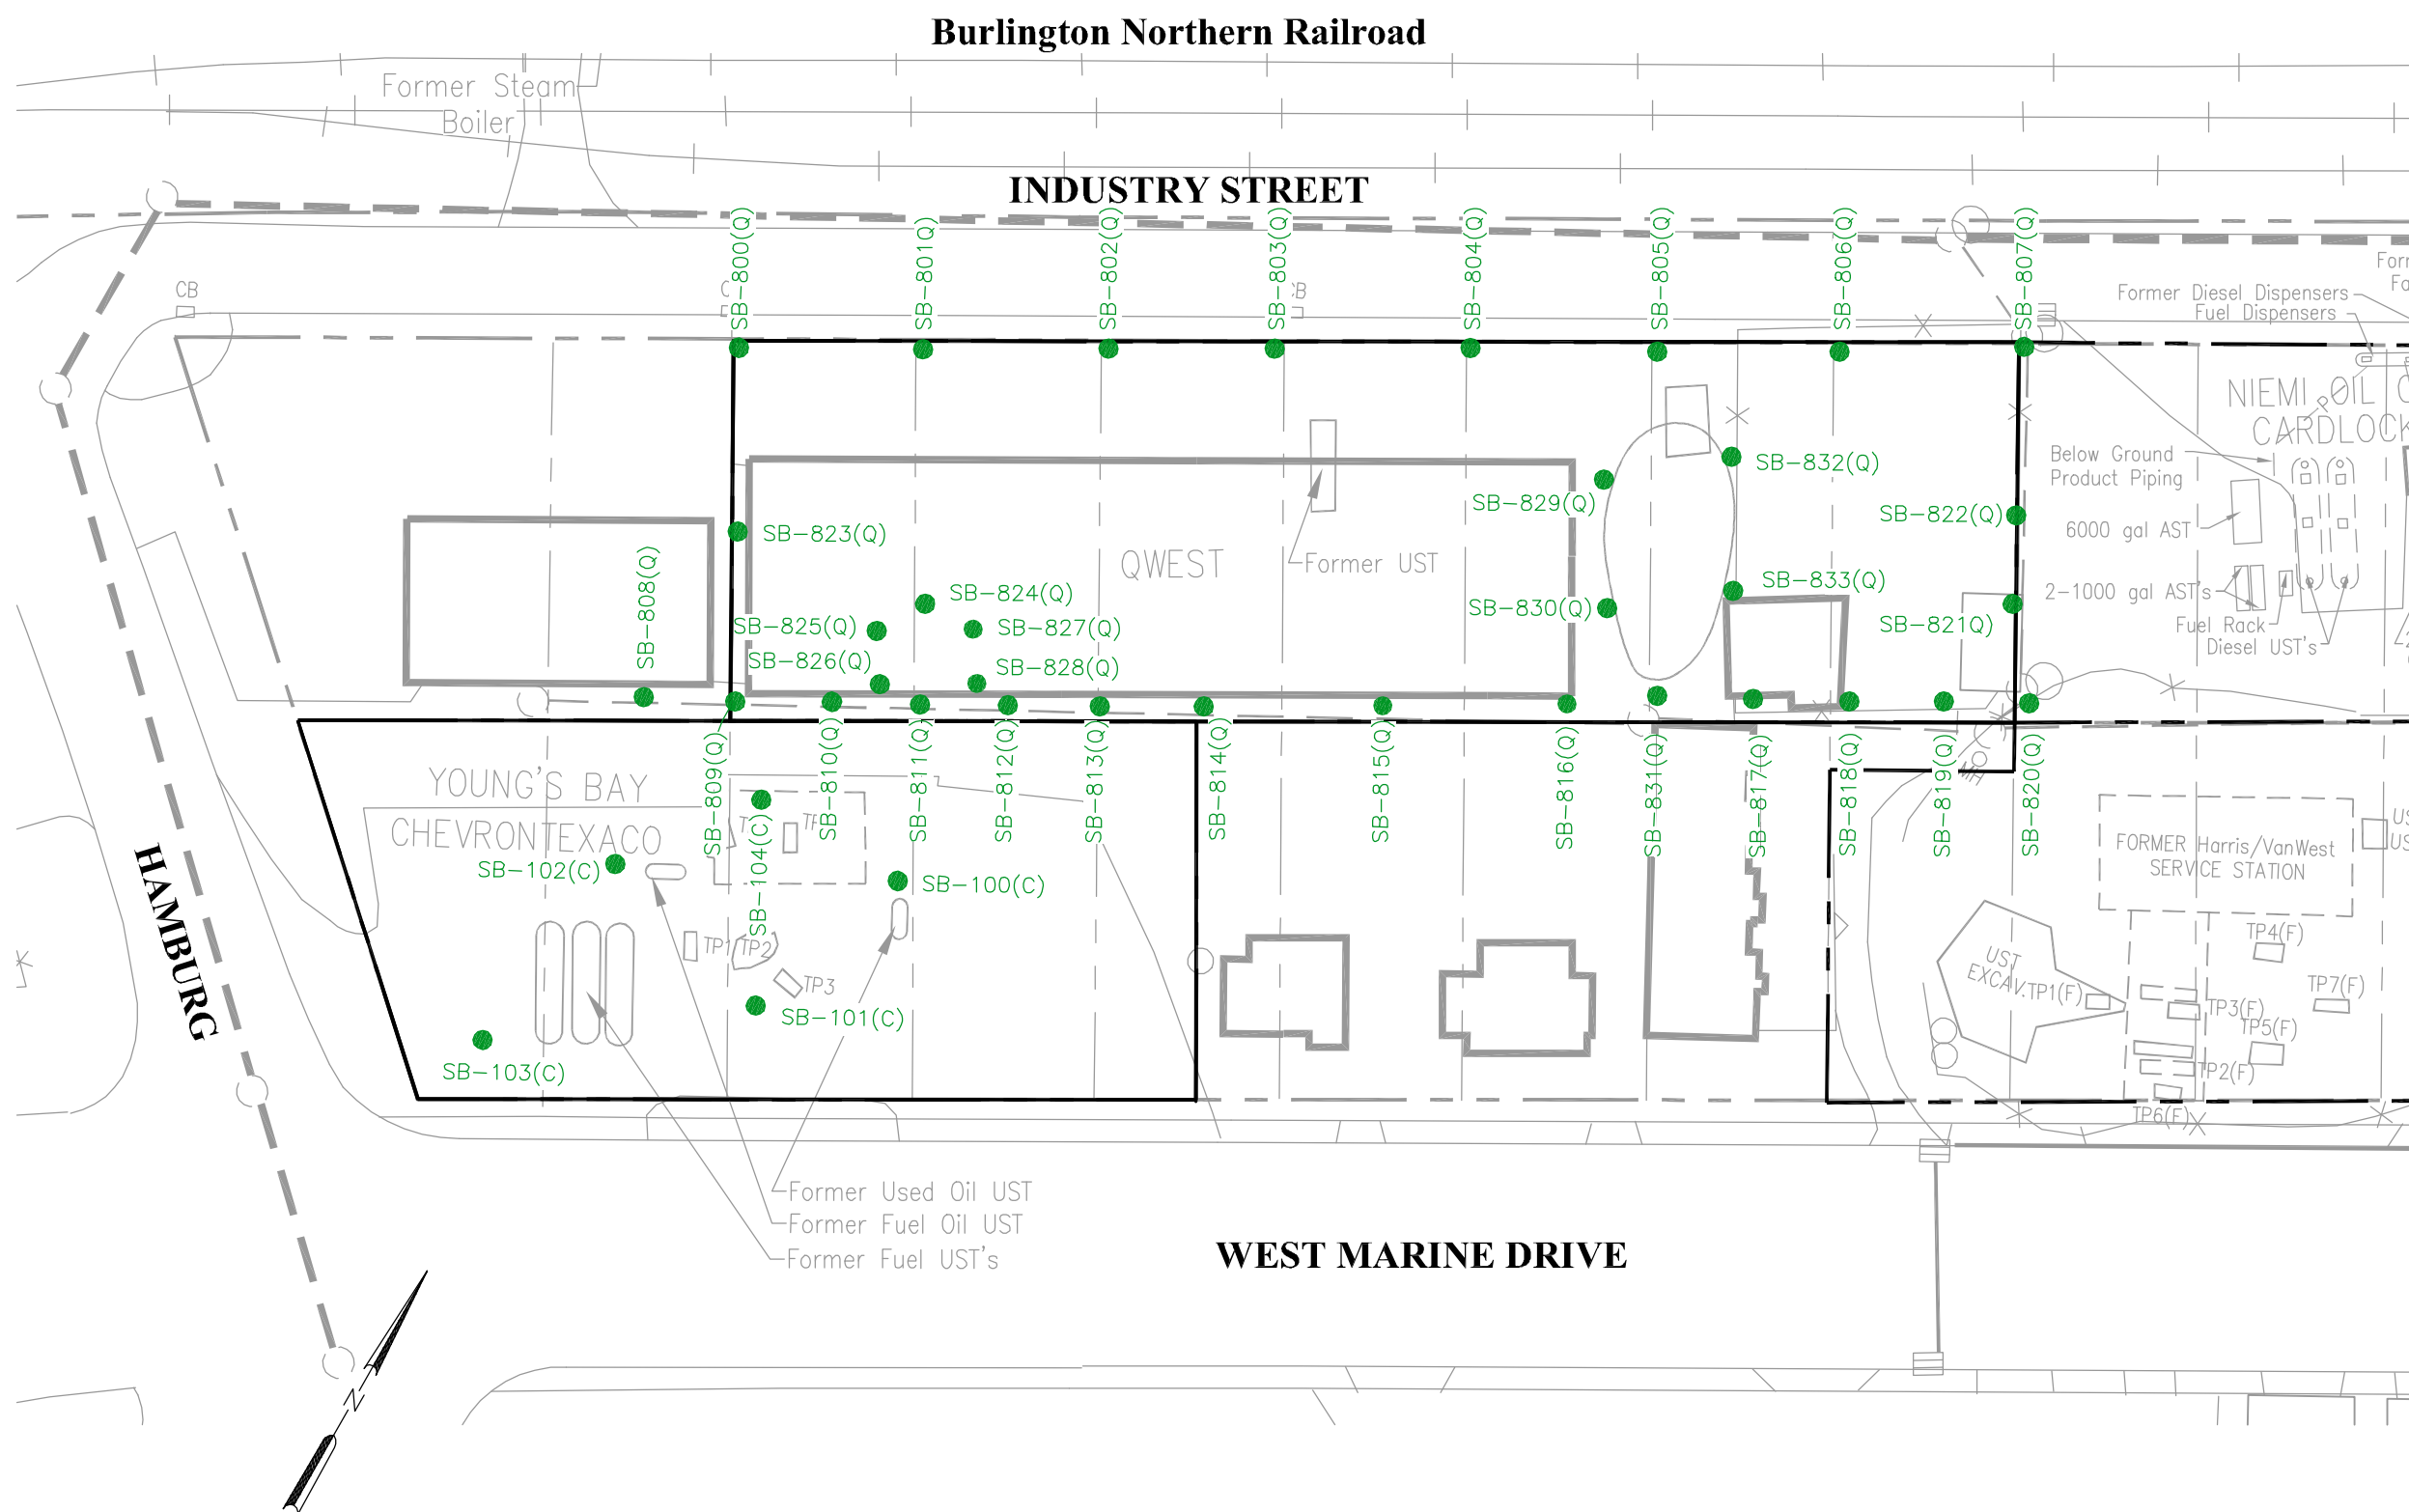 Burlington Northern Railroad
Former Steam
Boiler
INDUSTRY STREET
CB
SB-800(Q)
SB-801Q)
SB-802(Q)
SB-803(Q)
SB-804(Q)
SB-805(Q)
SB-806(Q)
SB-807(Q)
Former Diesel Dispensers
Fuel Dispensers
NIEMI OIL
CARDLOCK
Below Ground
Product Piping
6000 gal AST
2-1000 gal AST's
Fuel Rack
Diesel UST's
SB-832(Q)
SB-829(Q)
SB-822(Q)
SB-823(Q)
QWEST
Former UST
SB-808(Q)
SB-824(Q)
SB-833(Q)
SB-825(Q)
SB-827(Q)
SB-830(Q)
SB-821Q)
SB-826(Q)
SB-828(Q)
SB-809(Q)
SB-810(Q)
SB-811(Q)
SB-812(Q)
SB-813(Q)
SB-814(Q)
SB-815(Q)
SB-816(Q)
SB-831(Q)
SB-817(Q)
SB-818(Q)
SB-819(Q)
SB-820(Q)
MH
YOUNG'S BAY
CHEVRONTEXACO
SB-102(C)
SB-104(C)
SB-100(C)
FORMER Harris/VanWest
SERVICE STATION
HAMBURG
TP1
TP2
TP3
SB-101(C)
SB-103(C)
UST
EXCAV.
TP1(F)
TP4(F)
TP7(F)
TP3(F)
TP5(F)
TP2(F)
TP6(F)
Former Used Oil UST
Former Fuel Oil UST
Former Fuel UST's
WEST MARINE DRIVE
N